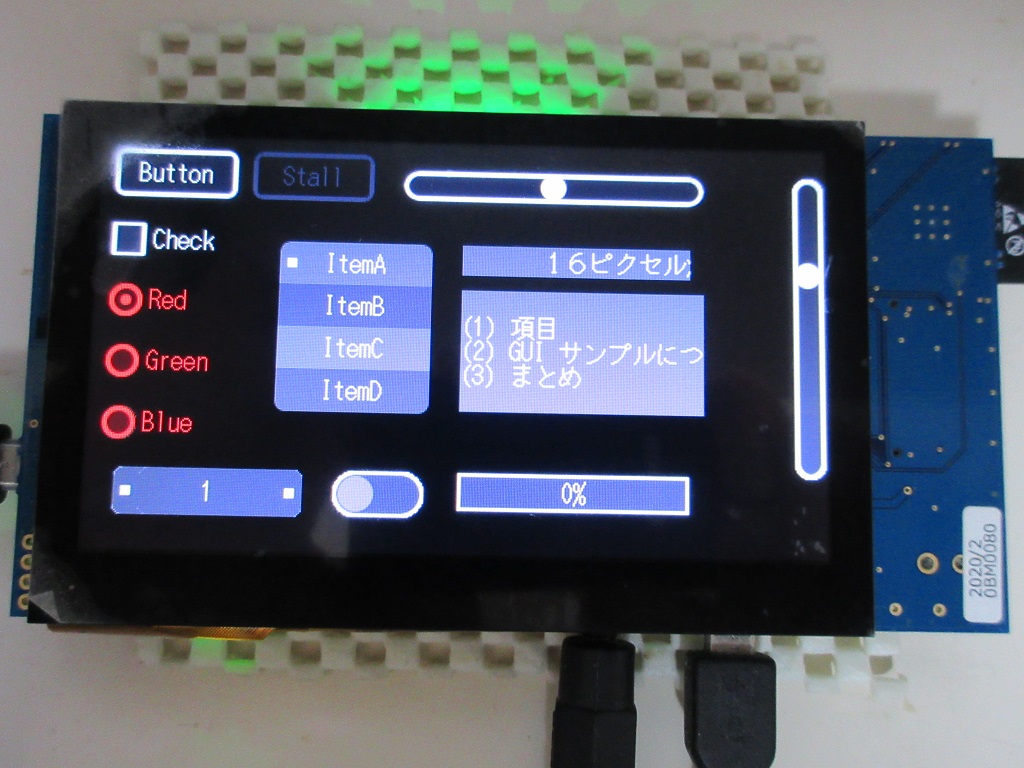 Button
Stall
Check
Red
Green
Blue
ItemA
ItemB
ItemC
ItemD
16ピクセル
(1) 項目
(2) GUI サンプルにつ
(3) まとめ
1
0%
2020/2
0BM0080